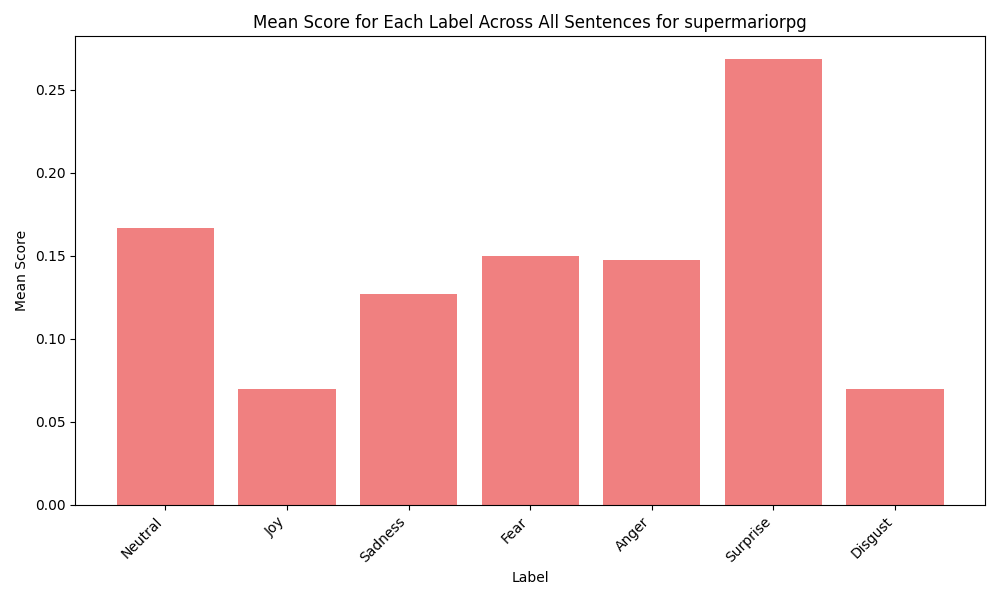 Mean Score for Each Label Across All Sentences for supermariorpg
0.25
0.20
0.15
0.10
0.05
0.00
Mean Score
Neutral
Joy
Sadness
Fear
Anger
Surprise
Disgust
Label